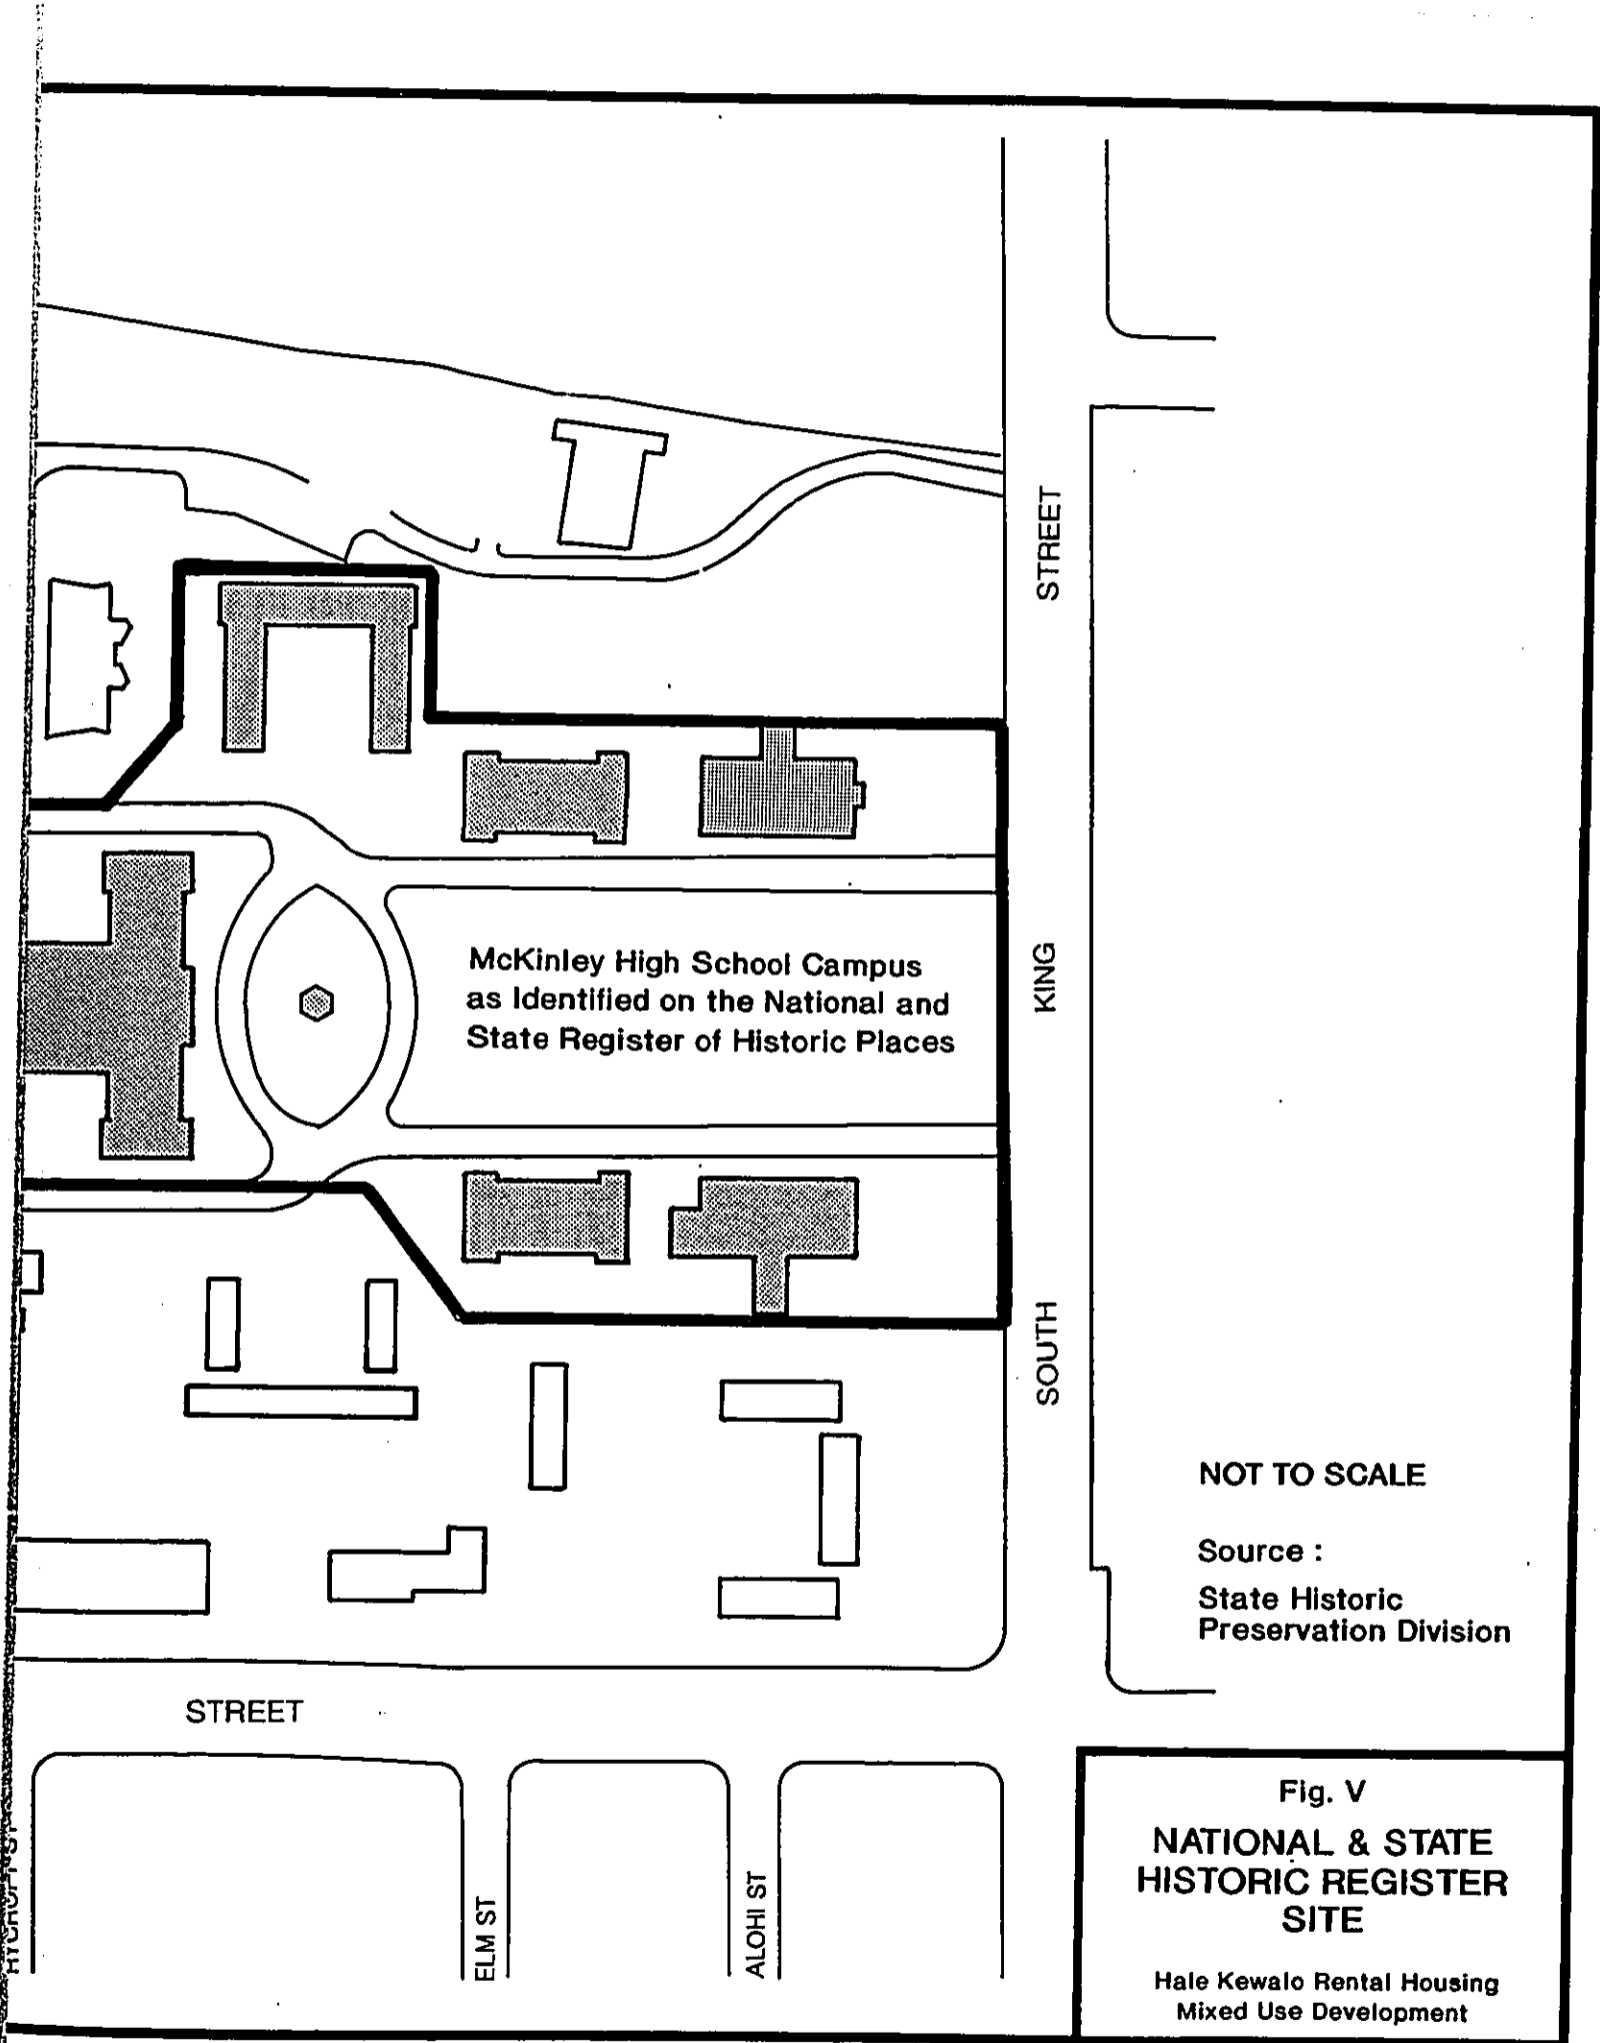 McKinley High School Campus
as Identified on the National and
State Register of Historic Places
SOUTH KING STREET
NOT TO SCALE
Source :
State Historic
Preservation Division
STREET
ELM ST
ALOHI ST
Fig. V
NATIONAL & STATE
HISTORIC REGISTER
SITE
Hale Kewalo Rental Housing
Mixed Use Development